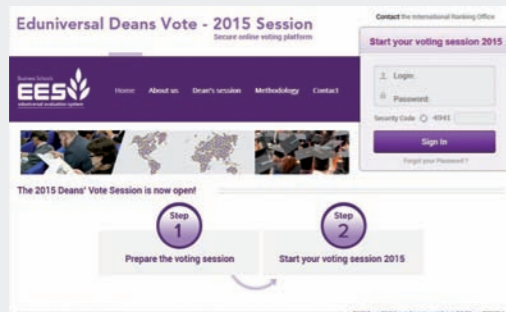 Eduniversal Deans Vote - 2015 Session
Secure online voting platform
Contact the International Ranking Office
Start your voting session 2015
Login
Password
Security Code 4941
Sign In
Forgot your Password ?
Business Schools
EES
eduniversal evaluation system
Home About us Dean's session Methodology Contact
The 2015 Deans' Vote Session is now open!
Step
1
Prepare the voting session
Step
2
Start your voting session 2015